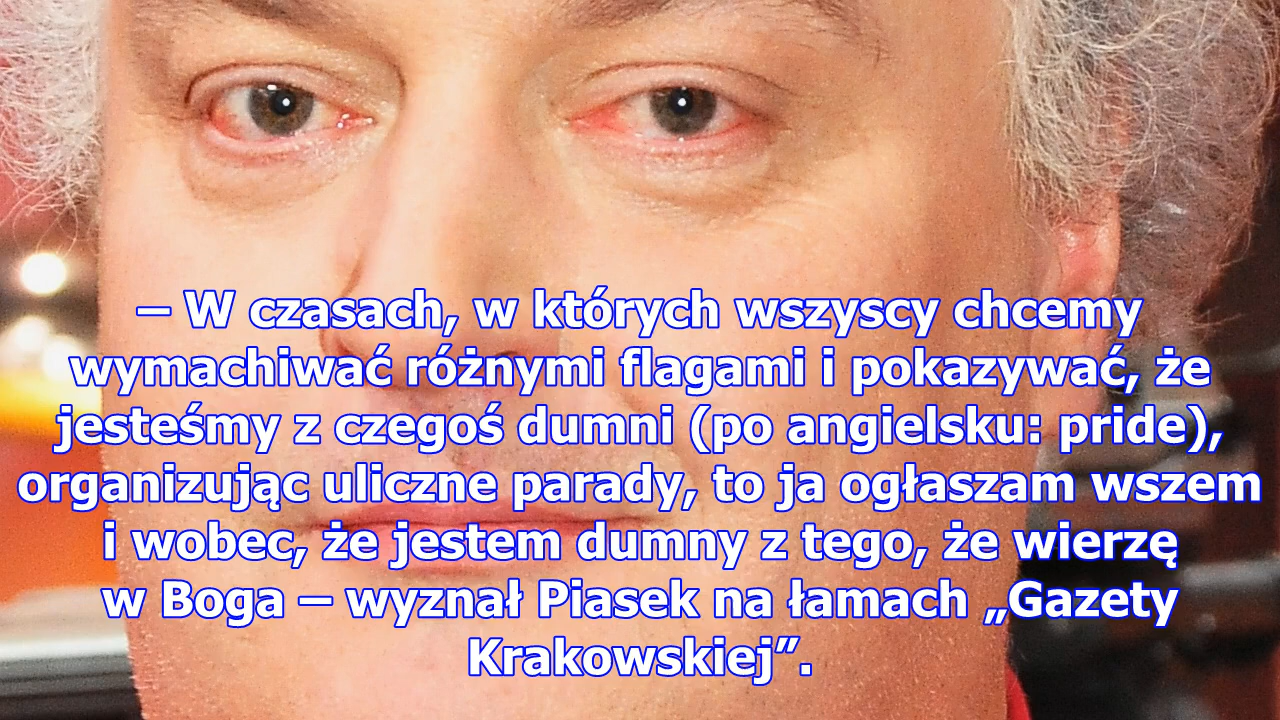 – W czasach, w których wszyscy chcemy
wymachiwać różnymi flagami i pokazywać, że
jesteśmy z czegoś dumni (po angielsku: pride),
organizując uliczne parady, to ja ogłaszam wszem
i wobec, że jestem dumny z tego, że wierzę
w Boga – wyznał Piasek na łamach „Gazety
Krakowskiej”.